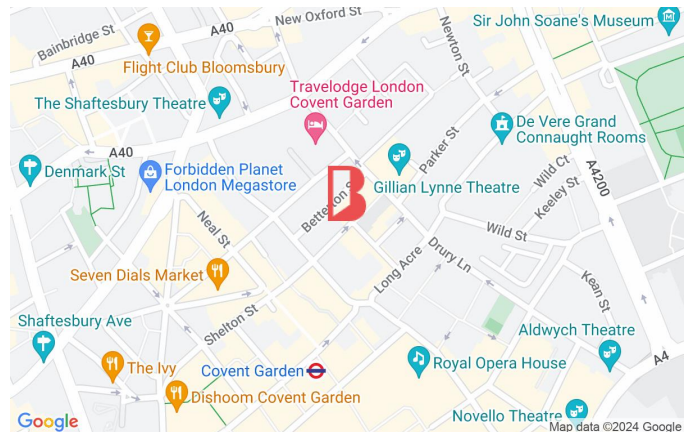 New Oxford St
Sir John Soane's Museum
Bainbridge St
A40
A40
Flight Club Bloomsbury
Newton St
Travelodge London
Covent Garden
The Shaftesbury Theatre
De Vere Grand
Connaught Rooms
Parker St
A40
Denmark St
Forbidden Planet
London Megastore
Gillian Lynne Theatre
Wild Ct
A4200
Keeley St
B
Neal St
Wild St
Drury Ln
Long Acre
Seven Dials Market
Kean St
Shelton St
Shaftesbury Ave
Aldwych Theatre
The Ivy
Covent Garden
Royal Opera House
A4
Dishoom Covent Garden
Novello Theatre
Google
Map data ©2024 Google